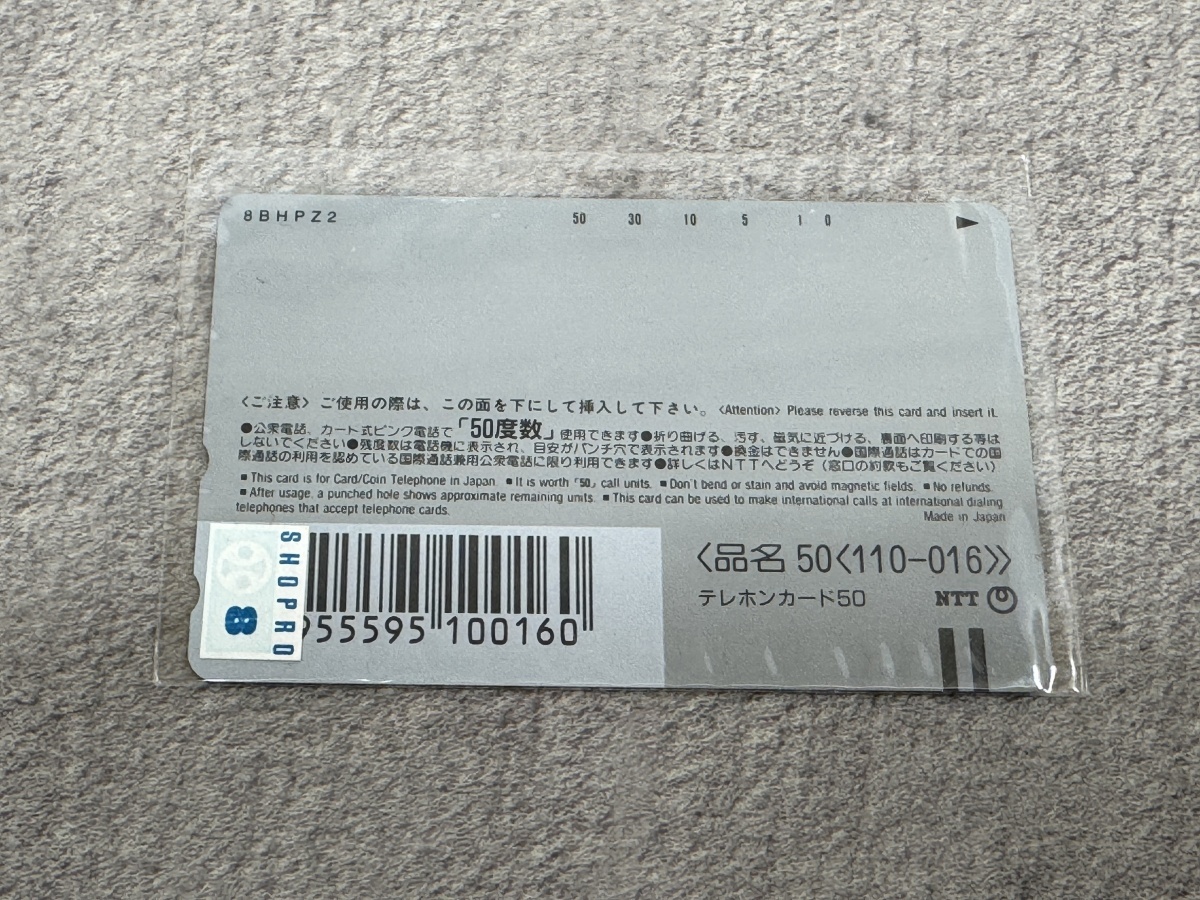 8BHPZ2
50 30 10 5 1 0
〈ご注意〉ご使用の際は、この面を下にして挿入して下さい。〈Attention〉Please reverse this card and insert it.
●公衆電話、カード式ピンク電話で「50度数」使用できます●折り曲げる、汚す、磁気に近づける、裏面へ印刷する等は
しないでください●残度数は電話機に表示され、目安がパンチ穴で表示されます●換金はできません●国際通話はカードでの国
際通話の利用を認めている国際通話兼用公衆電話に限り利用できます●詳しくはNTTへどうぞ（窓口の約款もご覧ください）
■This card is for Card/Coin Telephone in Japan. ■It is worth「50」call units. ■Don't bend or stain and avoid magnetic fields. ■No refunds.
■After usage, a punched hole shows approximate remaining units. ■This card can be used to make international calls at international dialing
telephones that accept telephone cards.
Made in Japan
SHOPRO
8
955595 100160
〈品名 50〈110-016〉〉
テレホンカード50
NTT